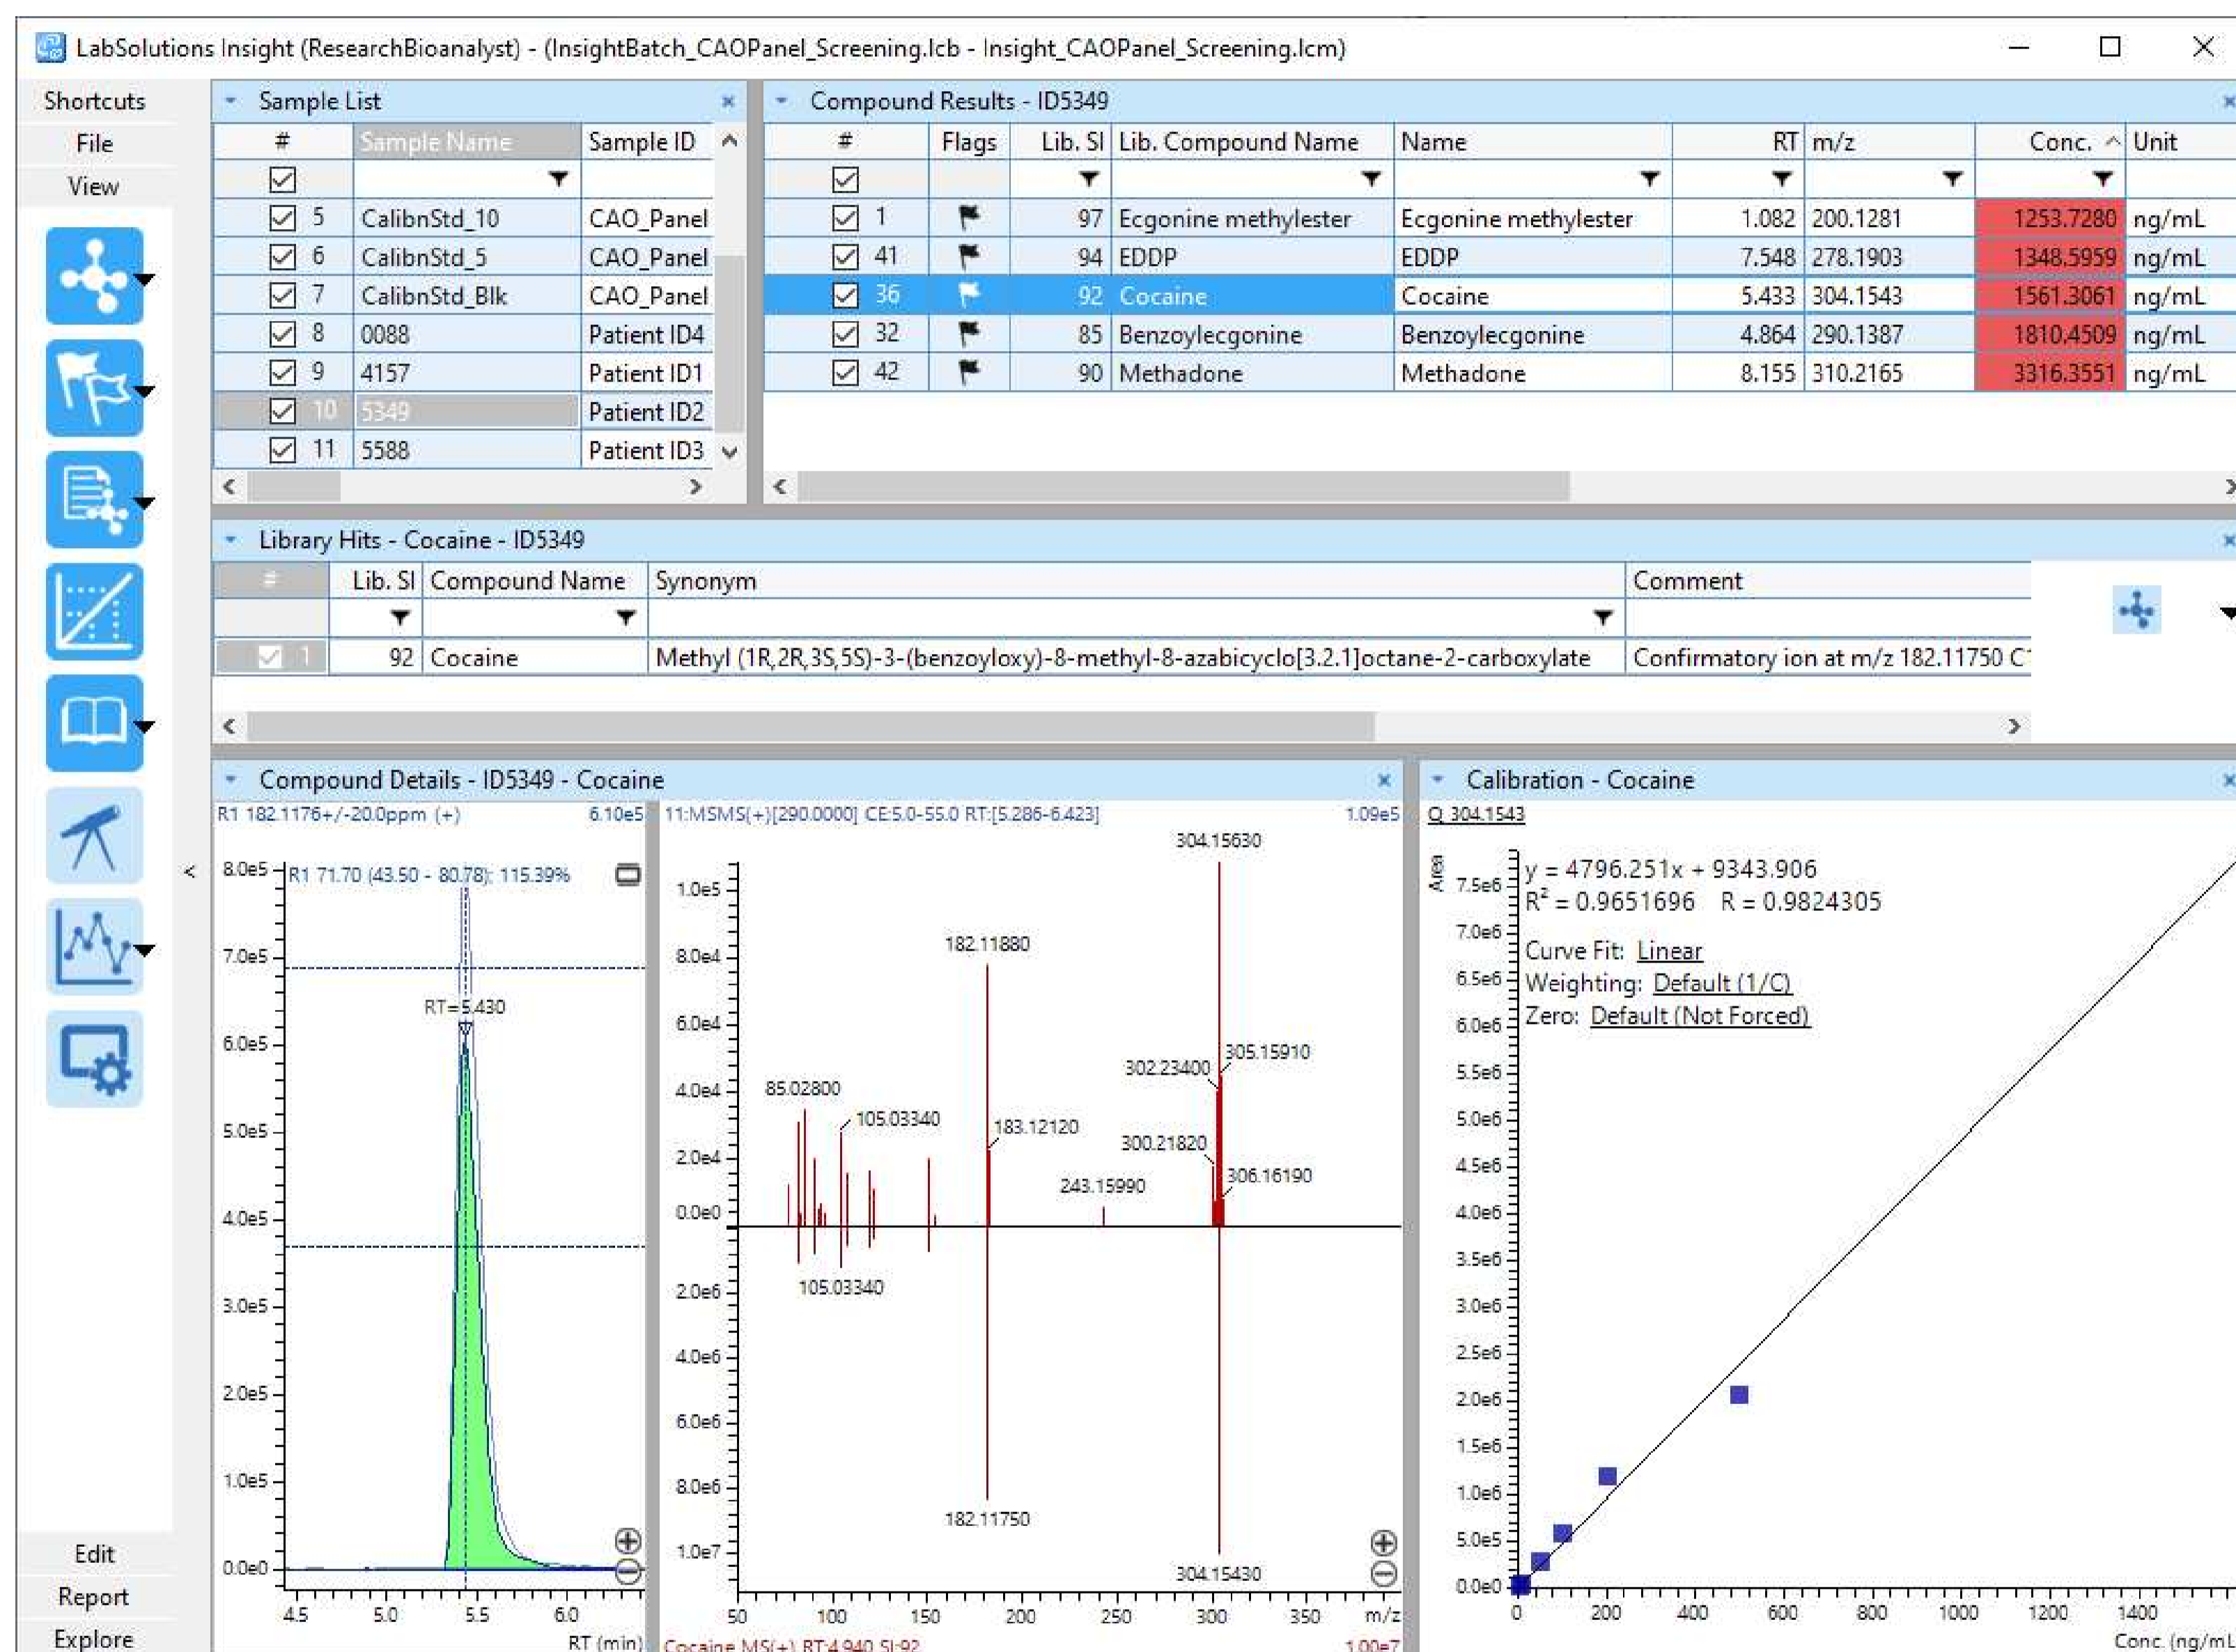 LabSolutions Insight (ResearchBioanalyst) - (InsightBatch_CAOPanel_Screening.lcb - Insight_CAOPanel_Screening.lcm)
Shortcuts
File
View
Edit
Report
Explore
Sample List
# Sample Name Sample ID
5 CalibnStd_10 CAO_Panel
6 CalibnStd_5 CAO_Panel
7 CalibnStd_Blk CAO_Panel
8 0088 Patient ID4
9 4157 Patient ID1
10 5349 Patient ID2
11 5588 Patient ID3
Compound Results - ID5349
# Flags Lib. SI Lib. Compound Name Name RT m/z Conc. Unit
1 97 Ecgonine methylester Ecgonine methylester 1.082 200.1281 1253.7280 ng/mL
41 94 EDDP EDDP 7.548 278.1903 1348.5959 ng/mL
36 92 Cocaine Cocaine 5.433 304.1543 1561.3061 ng/mL
32 85 Benzoylecgonine Benzoylecgonine 4.864 290.1387 1810.4509 ng/mL
42 90 Methadone Methadone 8.155 310.2165 3316.3551 ng/mL
Library Hits - Cocaine - ID5349
# Lib. SI Compound Name Synonym Comment
1 92 Cocaine Methyl (1R,2R,3S,5S)-3-(benzoyloxy)-8-methyl-8-azabicyclo[3.2.1]octane-2-carboxylate Confirmatory ion at m/z 182.11750 C1
Compound Details - ID5349 - Cocaine
R1 182.1176+/-20.0ppm (+) 6.10e5
R1 71.70 (43.50 - 80.78); 115.39%
RT=5.430
8.0e5
7.0e5
6.0e5
5.0e5
4.0e5
3.0e5
2.0e5
1.0e5
0.0e0
4.5 5.0 5.5 6.0
RT (min)
11:MSMS(+)[290.0000] CE:5.0-55.0 RT:[5.286-6.423] 1.09e5
304.15630
1.0e5
182.11880
8.0e4
6.0e4
305.15910
302.23400
4.0e4
85.02800
105.03340
183.12120
300.21820
2.0e4
306.16190
243.15990
0.0e0
105.03340
2.0e6
4.0e6
6.0e6
8.0e6
182.11750
1.0e7
304.15430
50 100 150 200 250 300 350 m/z
Cocaine MS(+) RT:4.940 SI:92 1.00e7
Calibration - Cocaine
Q 304.1543
Area
y = 4796.251x + 9343.906
R² = 0.9651696 R = 0.9824305
Curve Fit: Linear
Weighting: Default (1/C)
Zero: Default (Not Forced)
7.5e6
7.0e6
6.5e6
6.0e6
5.5e6
5.0e6
4.5e6
4.0e6
3.5e6
3.0e6
2.5e6
2.0e6
1.5e6
1.0e6
5.0e5
0.0e0
0 200 400 600 800 1000 1200 1400
Conc. (ng/mL